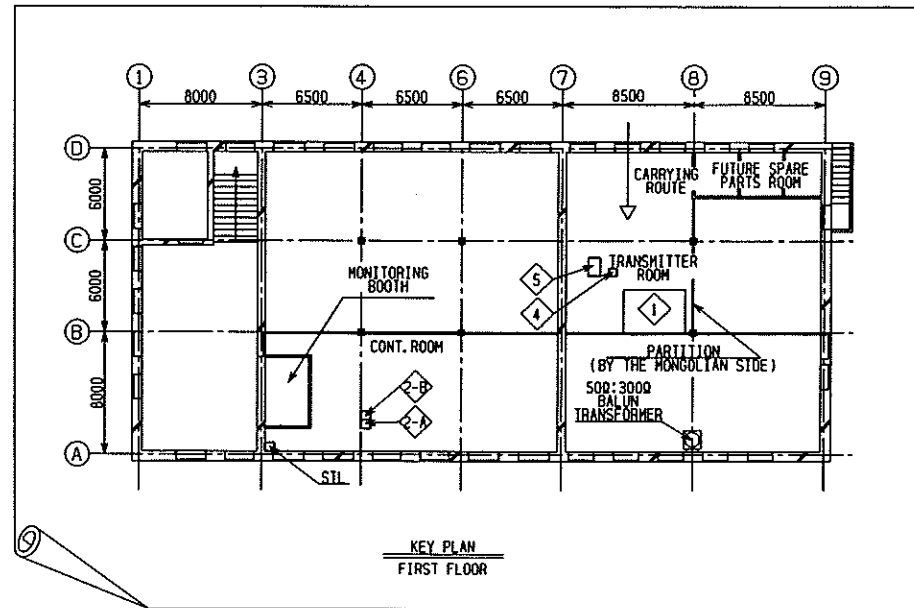 1 3 4 6 7 8 9
8000 6500 6500 6500 8500 8500
D
6000
C
6000
B
8000
A
CARRYING
ROUTE
FUTURE SPARE
PARTS ROOM
MONITORING
BOOTH
TRANSMITTER
ROOM
5
4
1
CONT. ROOM
PARTITION
(BY THE MONGOLIAN SIDE)
2-B
2-A
50Ω:300Ω
BALUN
TRANSFORMER
STL
KEY PLAN
FIRST FLOOR